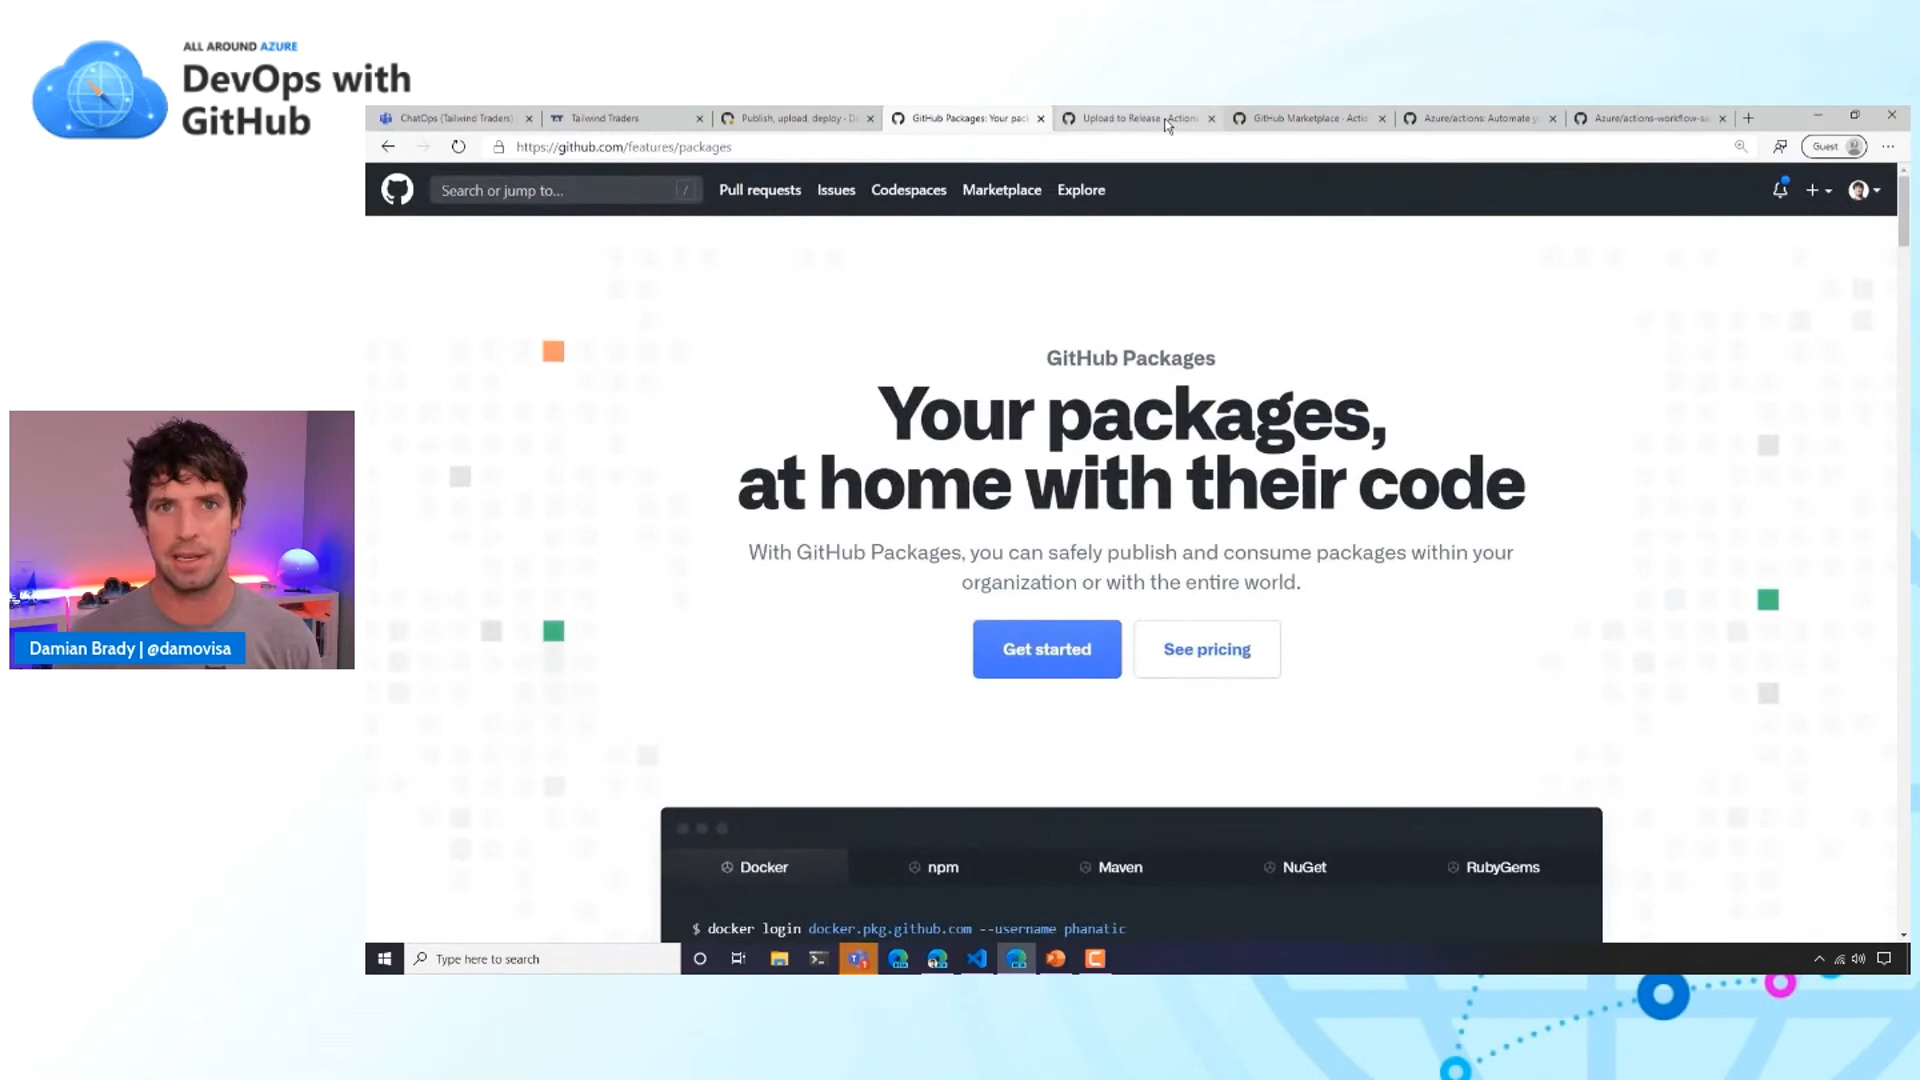 ALL AROUND AZURE
DevOps with
GitHub
ChatOps (Tailwind Traders)
Tailwind Traders
Publish, upload, deploy - D
GitHub Packages: Your pac
Upload to Release · Actions
GitHub Marketplace · Actio
Azure/actions: Automate y
Azure/actions-workflow-sa
https://github.com/features/packages
Guest
Search or jump to...
/
Pull requests
Issues
Codespaces
Marketplace
Explore
GitHub Packages
Your packages,
at home with their code
With GitHub Packages, you can safely publish and consume packages within your
organization or with the entire world.
Get started
See pricing
Damian Brady | @damovisa
Docker
npm
Maven
NuGet
RubyGems
$ docker login docker.pkg.github.com --username phanatic
Type here to search